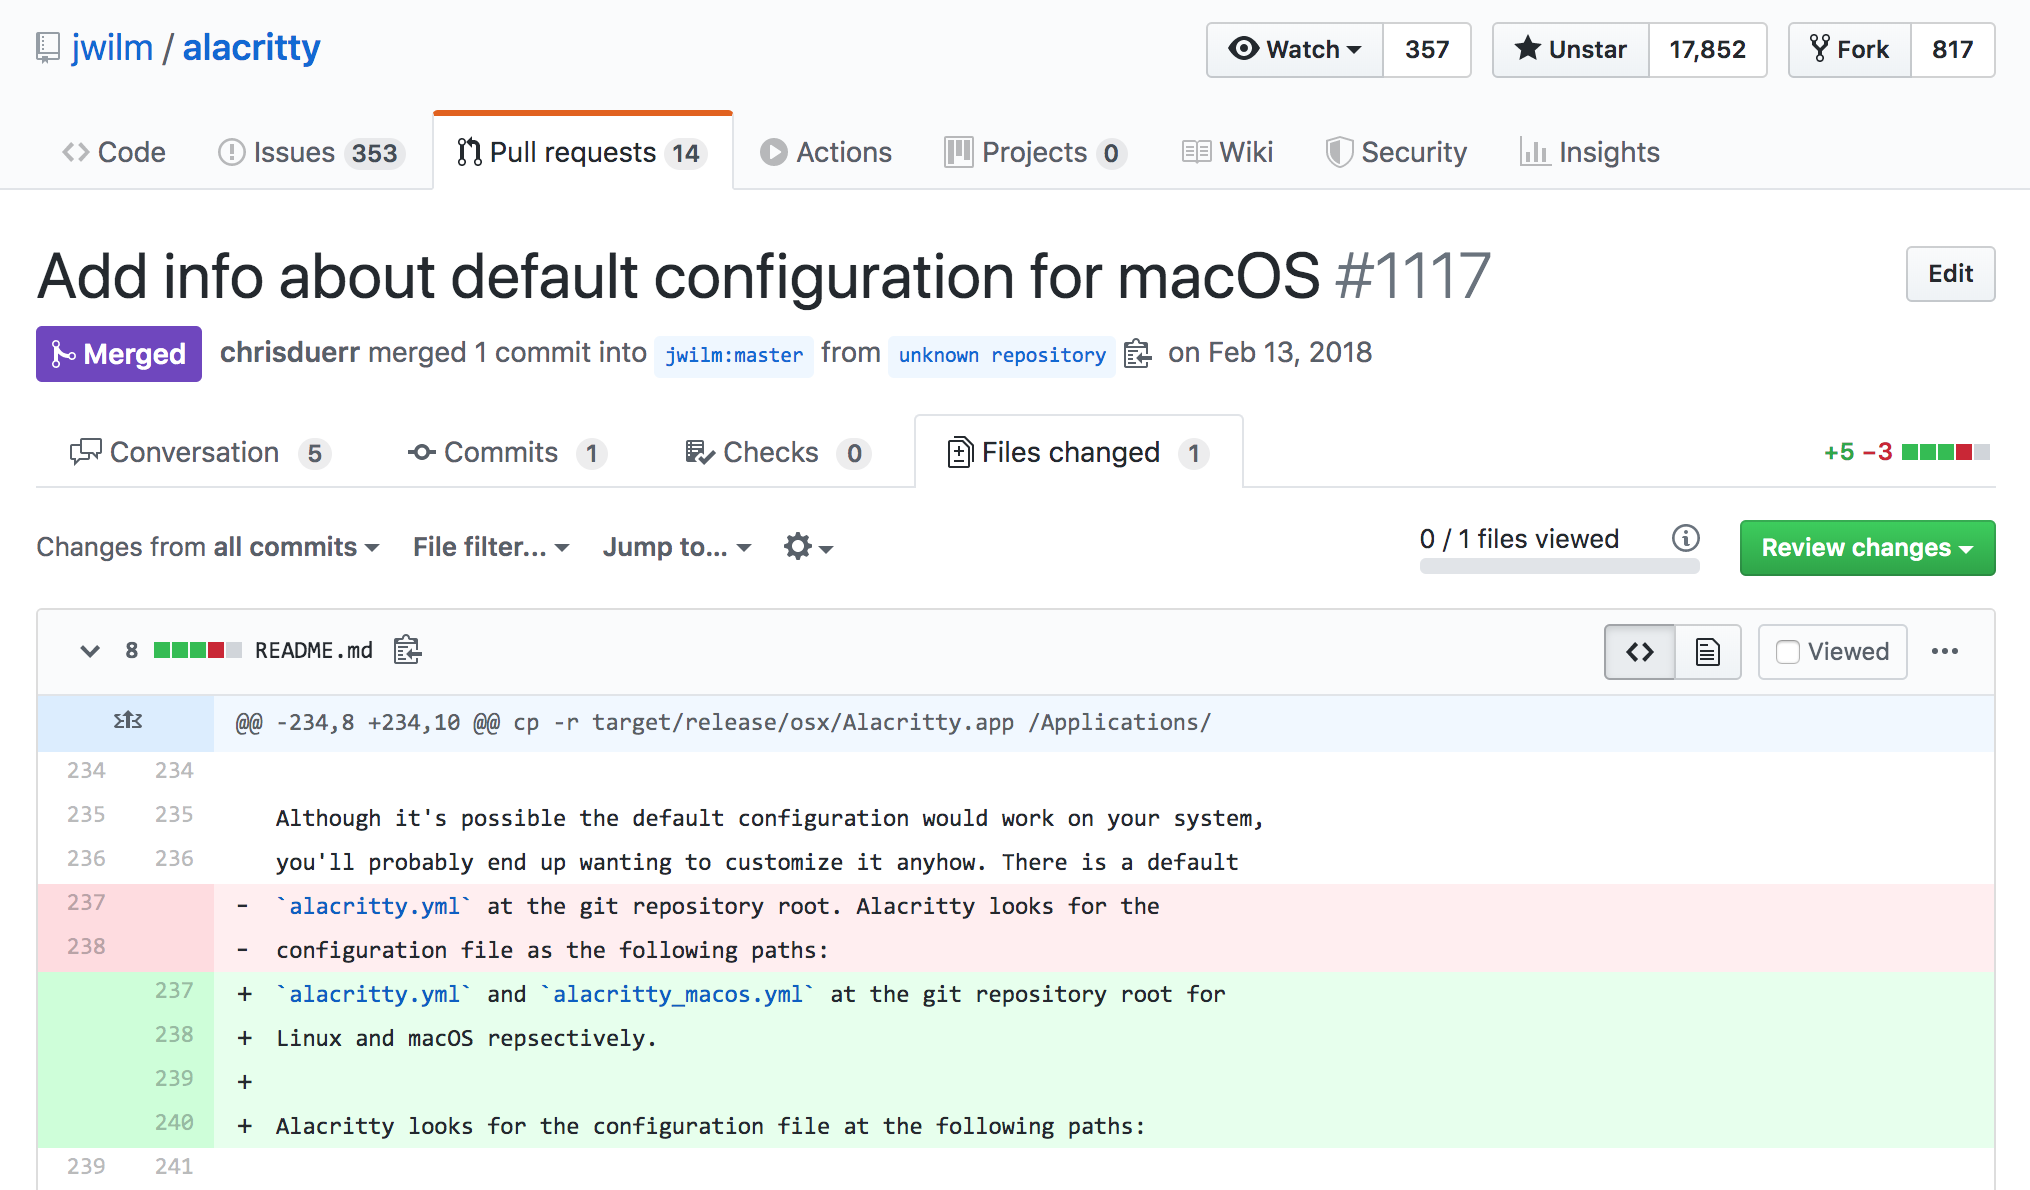 jwilm / alacritty Watch 357 Unstar 17,852 Fork 817
Code Issues 353 Pull requests 14 Actions Projects 0 Wiki Security Insights
Add info about default configuration for macOS #1117 Edit
Merged chrisduerr merged 1 commit into jwilm:master from unknown repository on Feb 13, 2018
Conversation 5 Commits 1 Checks 0 Files changed 1 +5 −3
Changes from all commits File filter... Jump to... 0 / 1 files viewed Review changes
8 README.md Viewed
@@ -234,8 +234,10 @@ cp -r target/release/osx/Alacritty.app /Applications/
234 234
235 235 Although it's possible the default configuration would work on your system,
236 236 you'll probably end up wanting to customize it anyhow. There is a default
237 - `alacritty.yml` at the git repository root. Alacritty looks for the
238 - configuration file as the following paths:
237 + `alacritty.yml` and `alacritty_macos.yml` at the git repository root for
238 + Linux and macOS repsectively.
239 +
240 + Alacritty looks for the configuration file at the following paths:
239 241